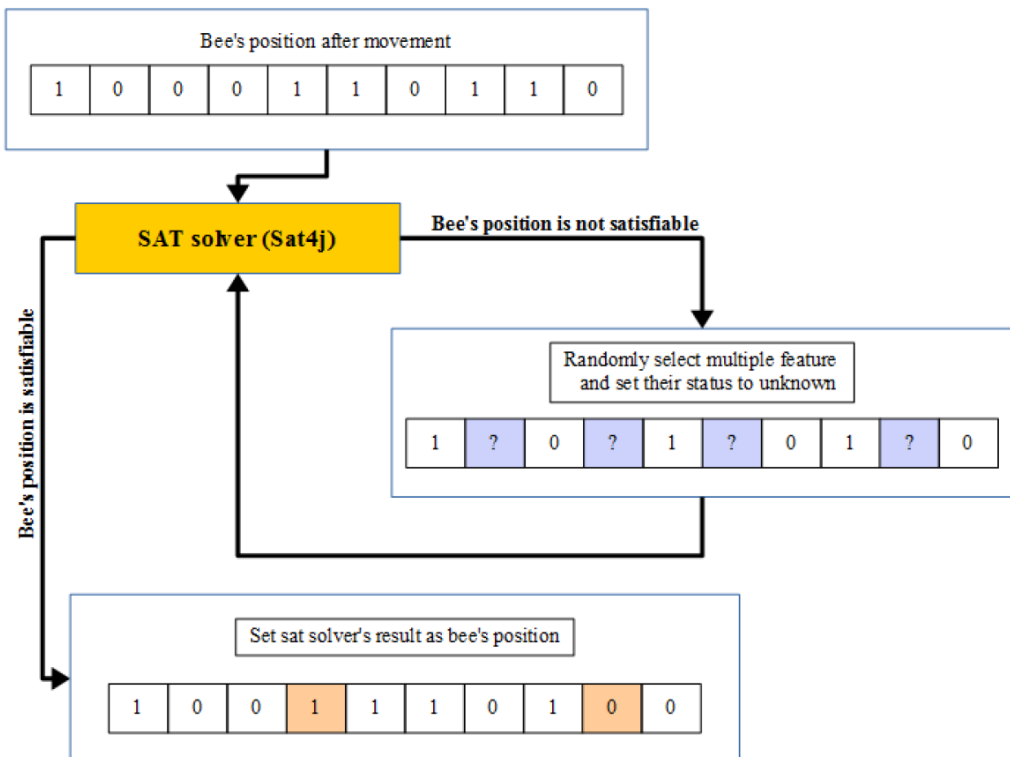 Bee's position after movement
1 0 0 0 1 1 0 1 1 0
SAT solver (Sat4j)
Bee's position is not satisfiable
Bee's position is satisfiable
Randomly select multiple feature
and set their status to unknown
1 ? 0 ? 1 ? 0 1 ? 0
Set sat solver's result as bee's position
1 0 0 1 1 1 0 1 0 0